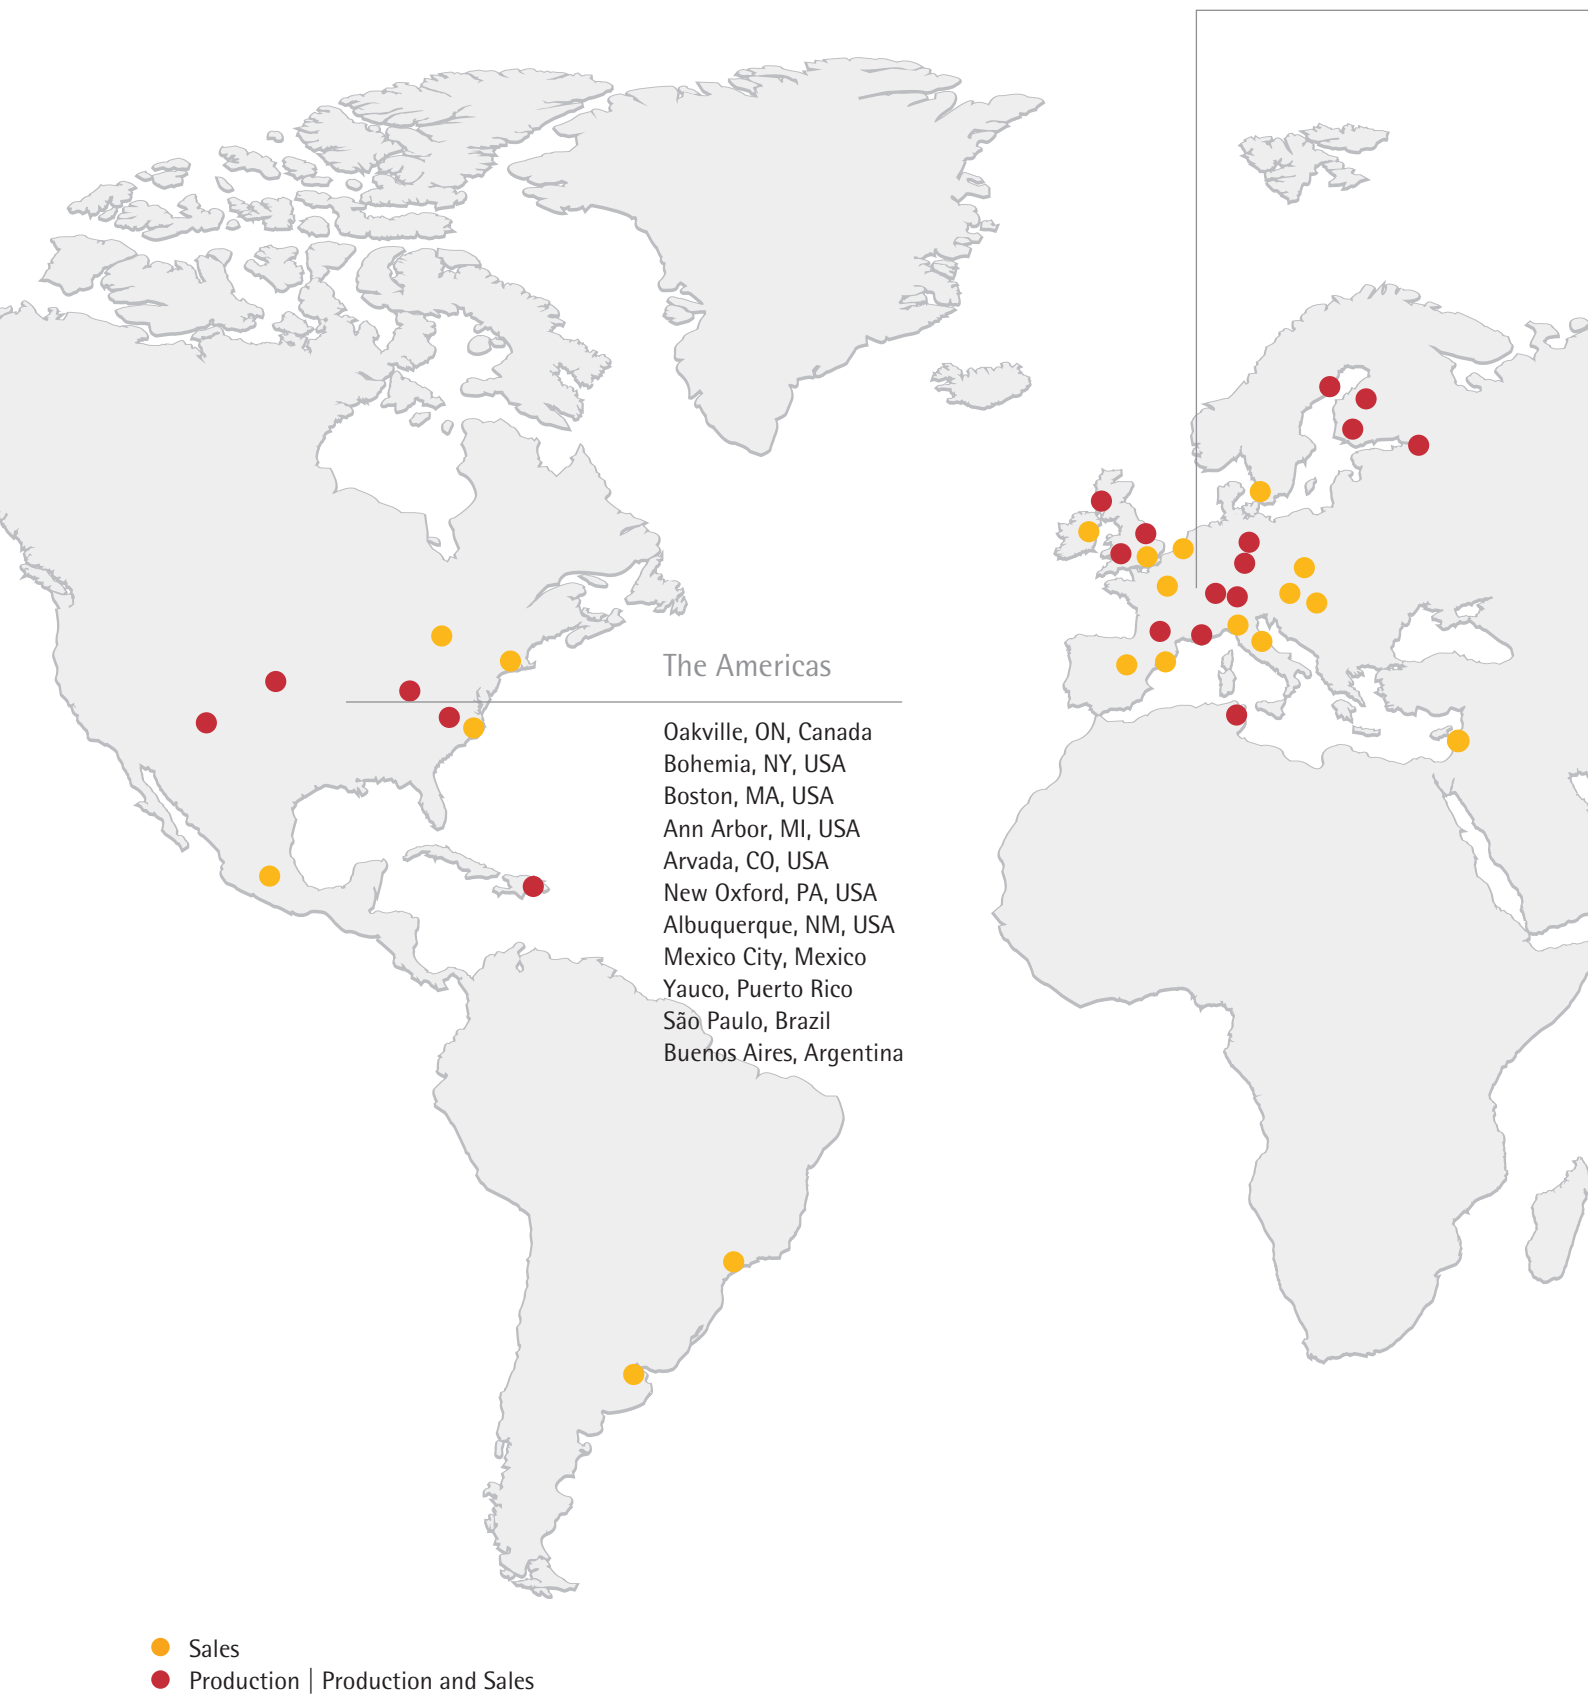 The Americas
Oakville, ON, Canada
Bohemia, NY, USA
Boston, MA, USA
Ann Arbor, MI, USA
Arvada, CO, USA
New Oxford, PA, USA
Albuquerque, NM, USA
Mexico City, Mexico
Yauco, Puerto Rico
São Paulo, Brazil
Buenos Aires, Argentina
Sales
Production | Production and Sales